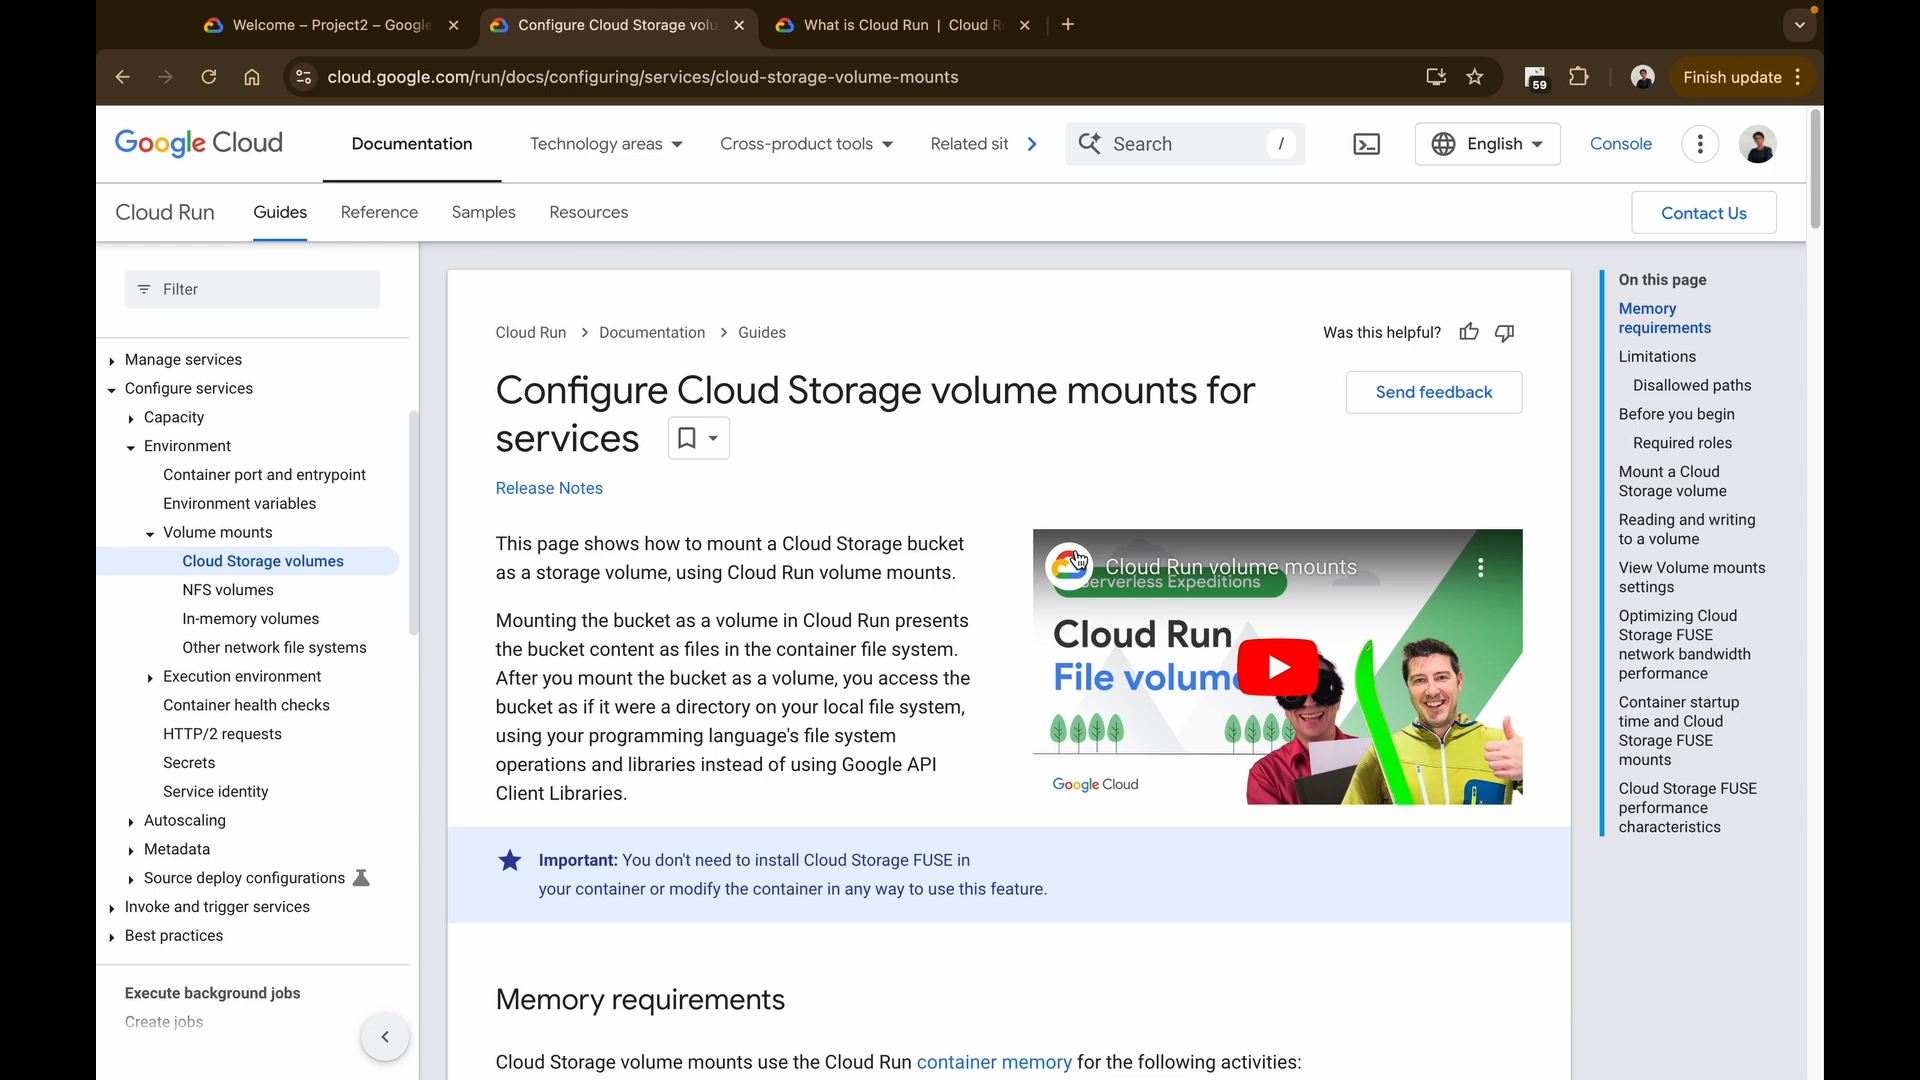 Welcome – Project2 – Google
Configure Cloud Storage volu
What is Cloud Run | Cloud R
cloud.google.com/run/docs/configuring/services/cloud-storage-volume-mounts
59
Finish update
Google Cloud
Documentation
Technology areas
Cross-product tools
Related sit
Search
/
English
Console
Cloud Run
Guides
Reference
Samples
Resources
Contact Us
Filter
Manage services
Configure services
Capacity
Environment
Container port and entrypoint
Environment variables
Volume mounts
Cloud Storage volumes
NFS volumes
In-memory volumes
Other network file systems
Execution environment
Container health checks
HTTP/2 requests
Secrets
Service identity
Autoscaling
Metadata
Source deploy configurations
Invoke and trigger services
Best practices
Execute background jobs
Create jobs
Cloud Run > Documentation > Guides
Was this helpful?
Configure Cloud Storage volume mounts for
services
Send feedback
Release Notes
This page shows how to mount a Cloud Storage bucket
as a storage volume, using Cloud Run volume mounts.
Mounting the bucket as a volume in Cloud Run presents
the bucket content as files in the container file system.
After you mount the bucket as a volume, you access the
bucket as if it were a directory on your local file system,
using your programming language's file system
operations and libraries instead of using Google API
Client Libraries.
Cloud Run volume mounts
Serverless Expeditions
Cloud Run
File volum
Google Cloud
Important: You don't need to install Cloud Storage FUSE in
your container or modify the container in any way to use this feature.
Memory requirements
Cloud Storage volume mounts use the Cloud Run container memory for the following activities:
On this page
Memory
requirements
Limitations
Disallowed paths
Before you begin
Required roles
Mount a Cloud
Storage volume
Reading and writing
to a volume
View Volume mounts
settings
Optimizing Cloud
Storage FUSE
network bandwidth
performance
Container startup
time and Cloud
Storage FUSE
mounts
Cloud Storage FUSE
performance
characteristics